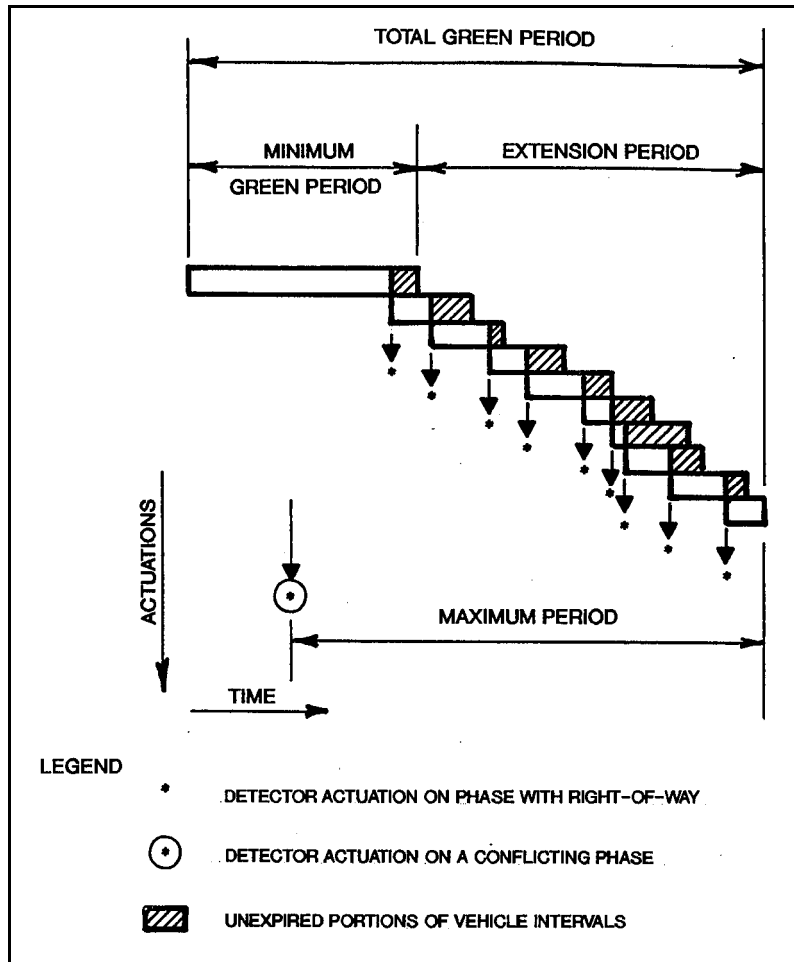 TOTAL GREEN PERIOD
MINIMUM
GREEN PERIOD
EXTENSION PERIOD
ACTUATIONS
MAXIMUM PERIOD
TIME
LEGEND
* DETECTOR ACTUATION ON PHASE WITH RIGHT-OF-WAY
* DETECTOR ACTUATION ON A CONFLICTING PHASE
UNEXPIRED PORTIONS OF VEHICLE INTERVALS